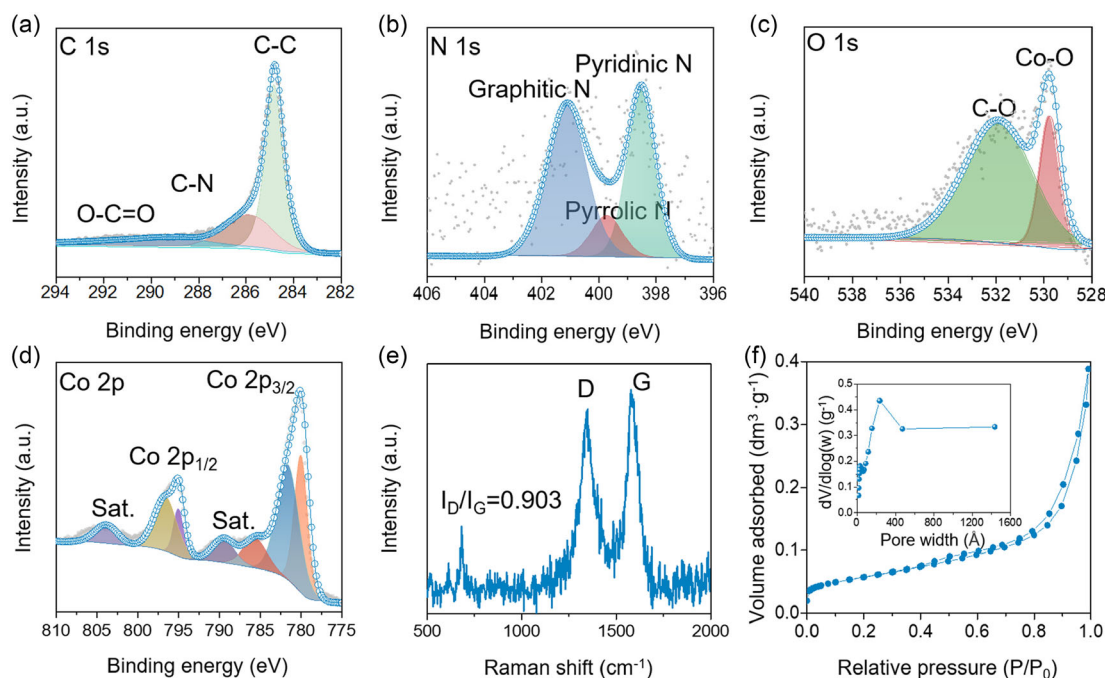 (a)
C 1s
C-C
C-N
O-C=O
Intensity (a.u.)
294 292 290 288 286 284 282
Binding energy (eV)
(b)
N 1s
Pyridinic N
Graphitic N
Pyrrolic N
Intensity (a.u.)
406 404 402 400 398 396
Binding energy (eV)
(c)
O 1s
Co-O
C-O
Intensity (a.u.)
540 538 536 534 532 530 528
Binding energy (eV)
(d)
Co 2p
Co 2p3/2
Co 2p1/2
Sat.
Sat.
Intensity (a.u.)
810 805 800 795 790 785 780 775
Binding energy (eV)
(e)
D
G
ID/IG=0.903
Intensity (a.u.)
500 1000 1500 2000
Raman shift (cm-1)
(f)
Volume adsorbed (dm3·g-1)
0.4
0.3
0.2
0.1
0.0
0.0 0.2 0.4 0.6 0.8 1.0
Relative pressure (P/P0)
dV/dlog(w) (g-1)
0.5
0.4
0.3
0.2
0.1
0.0
0 400 800 1200 1600
Pore width (Å)